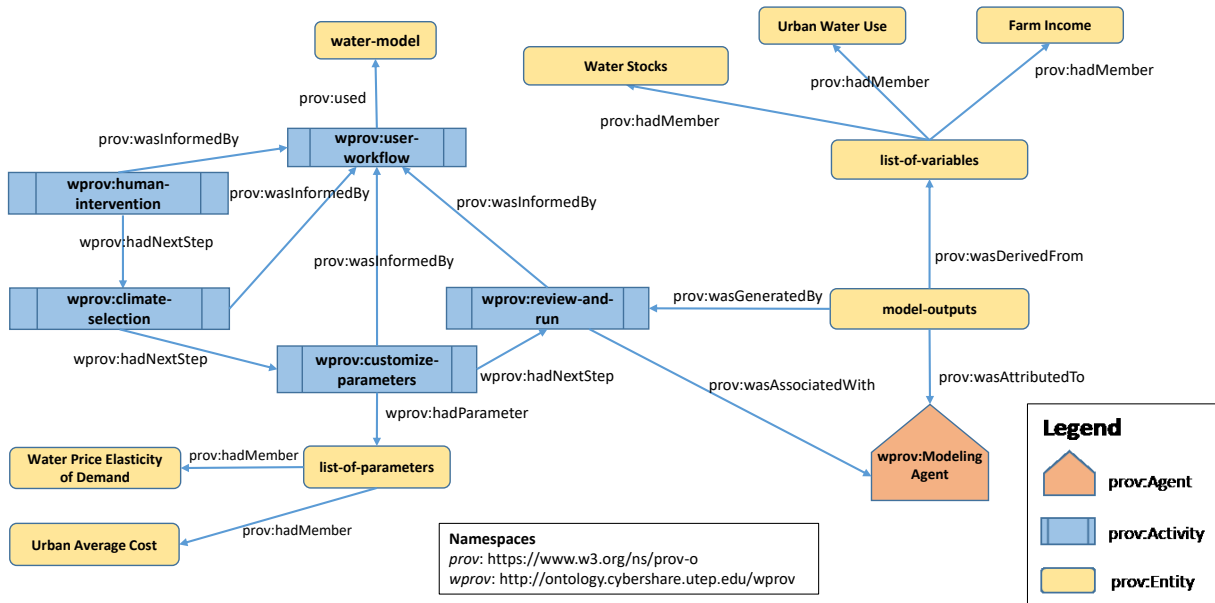 Urban Water Use
Farm Income
water-model
Water Stocks
prov:hadMember
prov:hadMember
prov:used
prov:hadMember
prov:wasInformedBy
wprov:user-
workflow
list-of-variables
wprov:human-
intervention
prov:wasInformedBy
prov:wasInformedBy
wprov:hadNextStep
prov:wasInformedBy
prov:wasDerivedFrom
wprov:climate-
selection
wprov:review-and-
run
prov:wasGeneratedBy
model-outputs
wprov:hadNextStep
wprov:customize-
parameters
wprov:hadNextStep
prov:wasAssociatedWith
prov:wasAttributedTo
wprov:hadParameter
Water Price Elasticity
of Demand
prov:hadMember
list-of-parameters
wprov:Modeling
Agent
Urban Average Cost
prov:hadMember
Namespaces
prov: https://www.w3.org/ns/prov-o
wprov: http://ontology.cybershare.utep.edu/wprov
Legend
prov:Agent
prov:Activity
prov:Entity